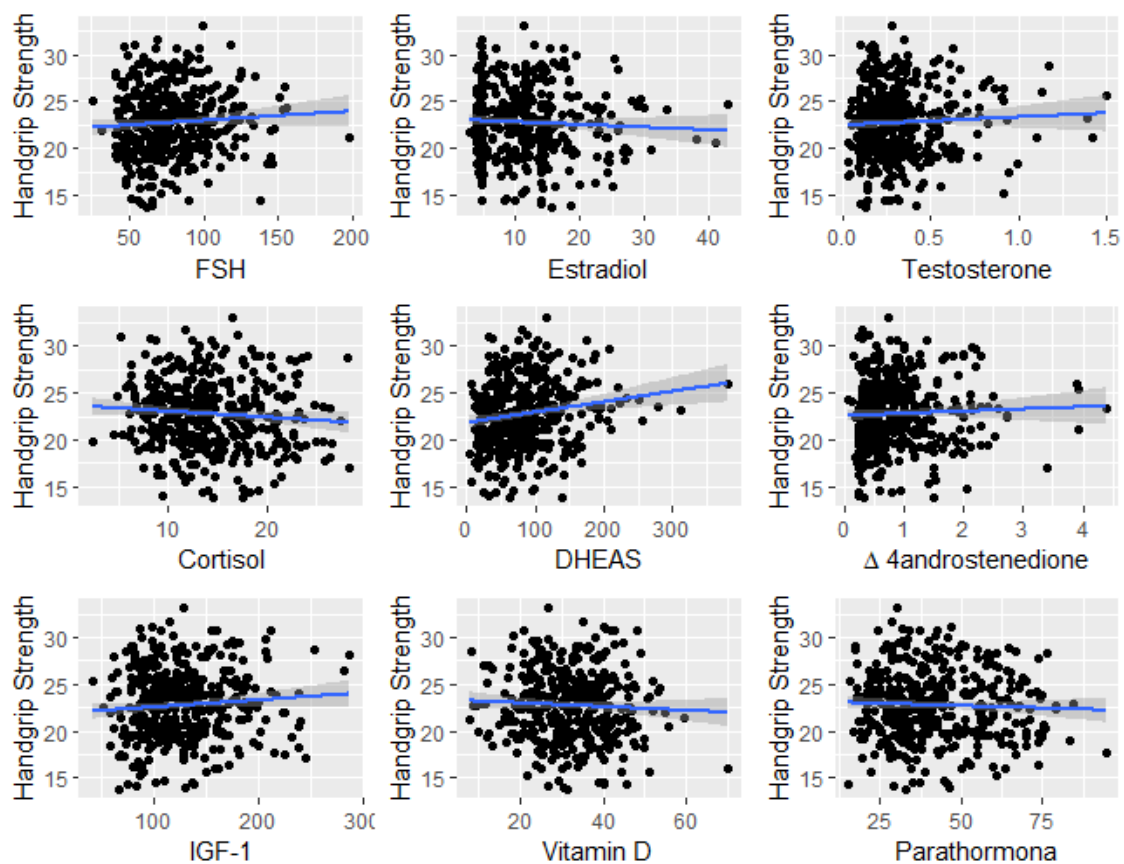 Handgrip Strength
30
25
20
15
50 100 150 200
FSH
Handgrip Strength
30
25
20
15
10 20 30 40
Estradiol
Handgrip Strength
30
25
20
15
0.0 0.5 1.0 1.5
Testosterone
Handgrip Strength
30
25
20
15
10 20
Cortisol
Handgrip Strength
30
25
20
15
0 100 200 300
DHEAS
Handgrip Strength
30
25
20
15
0 1 2 3 4
Δ 4androstenedione
Handgrip Strength
30
25
20
15
100 200 300
IGF-1
Handgrip Strength
30
25
20
15
20 40 60
Vitamin D
Handgrip Strength
30
25
20
15
25 50 75
Parathormona